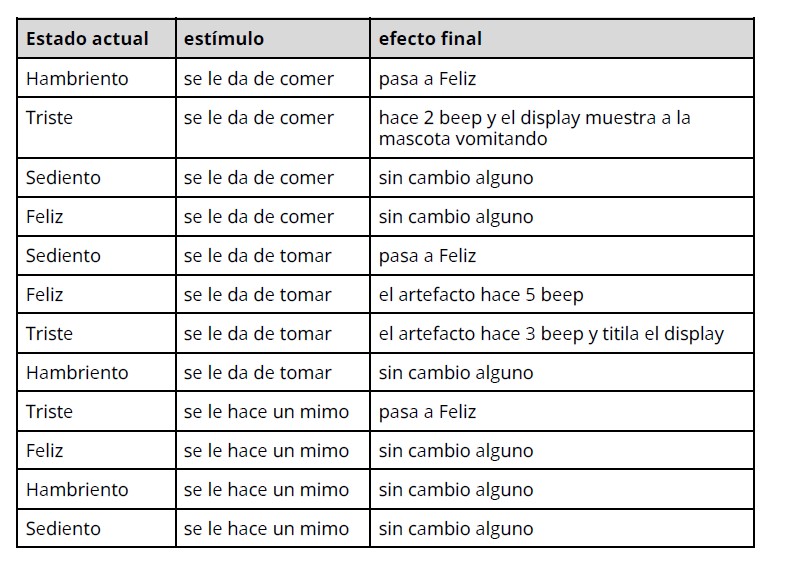 Estado actual estímulo efecto final
Hambriento se le da de comer pasa a Feliz
Triste se le da de comer hace 2 beep y el display muestra a la
mascota vomitando
Sediento se le da de comer sin cambio alguno
Feliz se le da de comer sin cambio alguno
Sediento se le da de tomar pasa a Feliz
Feliz se le da de tomar el artefacto hace 5 beep
Triste se le da de tomar el artefacto hace 3 beep y titila el display
Hambriento se le da de tomar sin cambio alguno
Triste se le hace un mimo pasa a Feliz
Feliz se le hace un mimo sin cambio alguno
Hambriento se le hace un mimo sin cambio alguno
Sediento se le hace un mimo sin cambio alguno